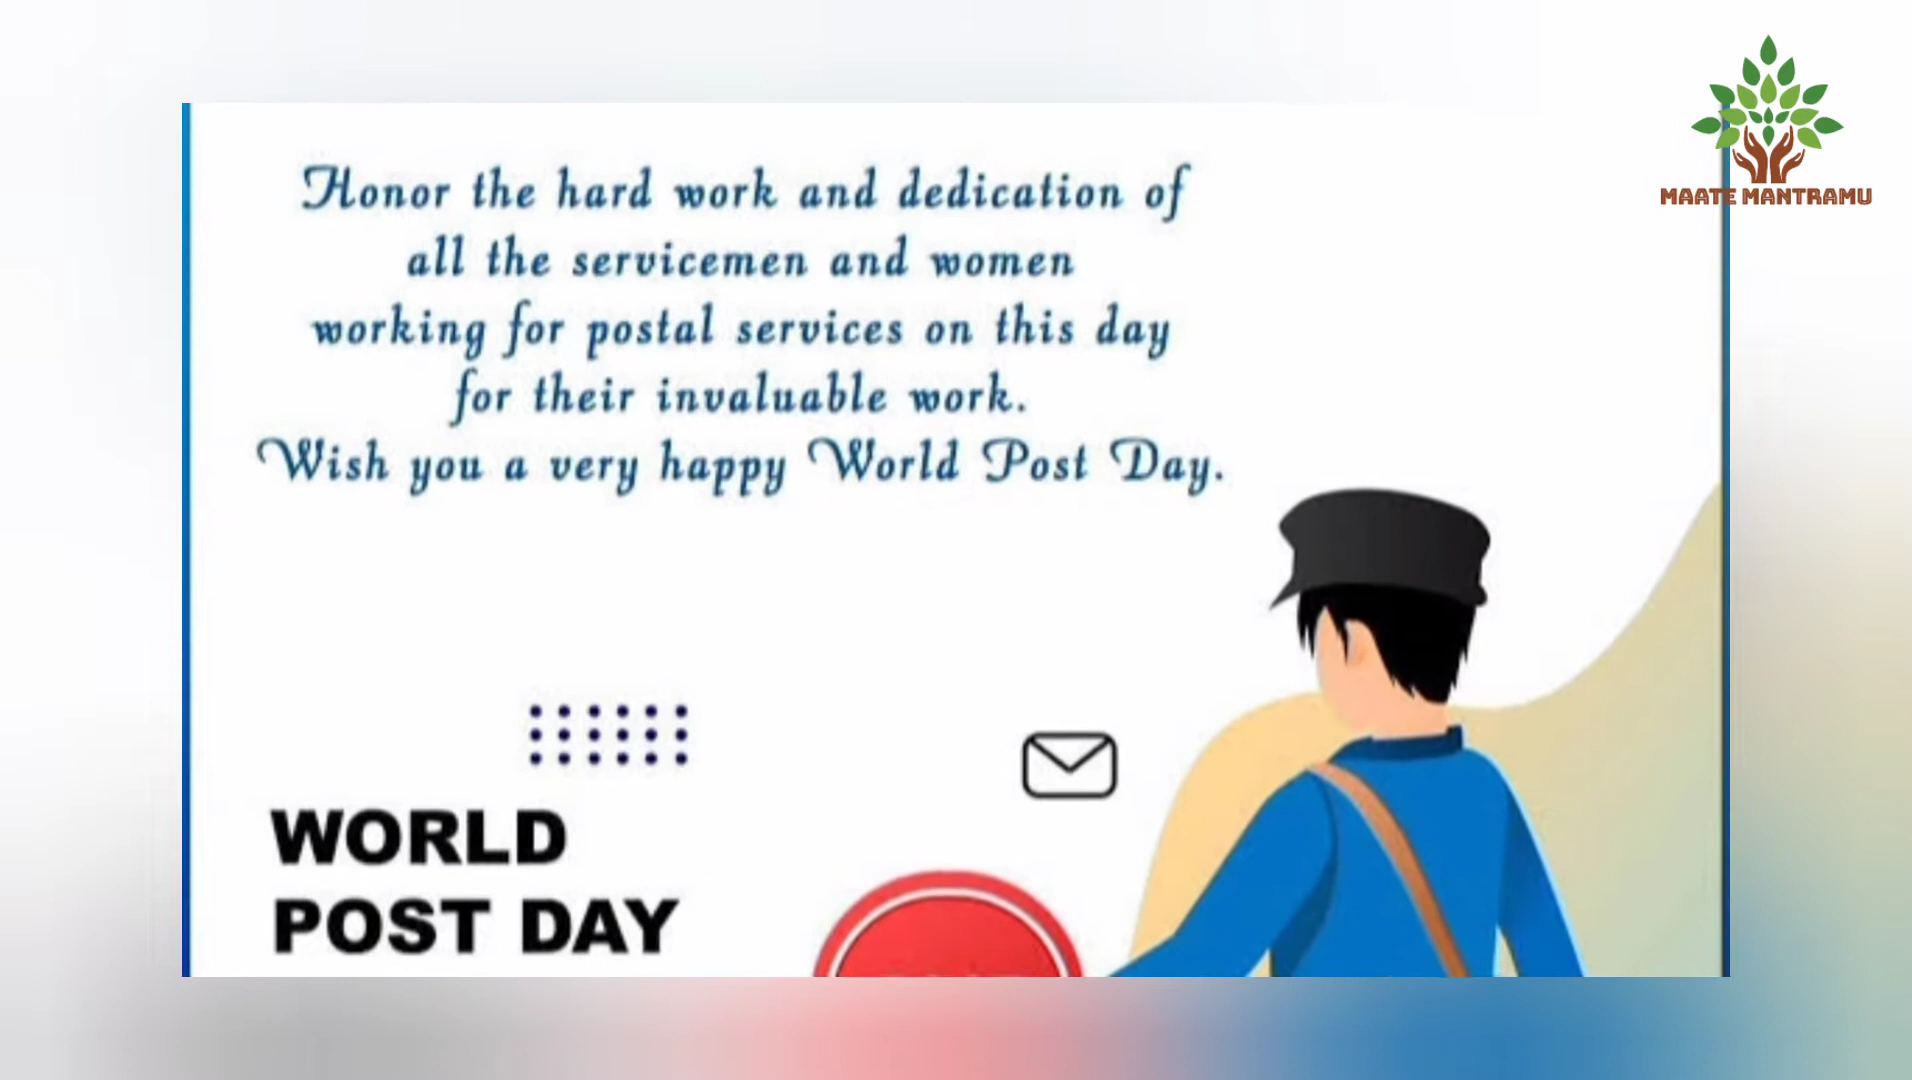 MAATE MANTRAMU
Honor the hard work and dedication of
all the servicemen and women
working for postal services on this day
for their invaluable work.
Wish you a very happy World Post Day.
WORLD
POST DAY